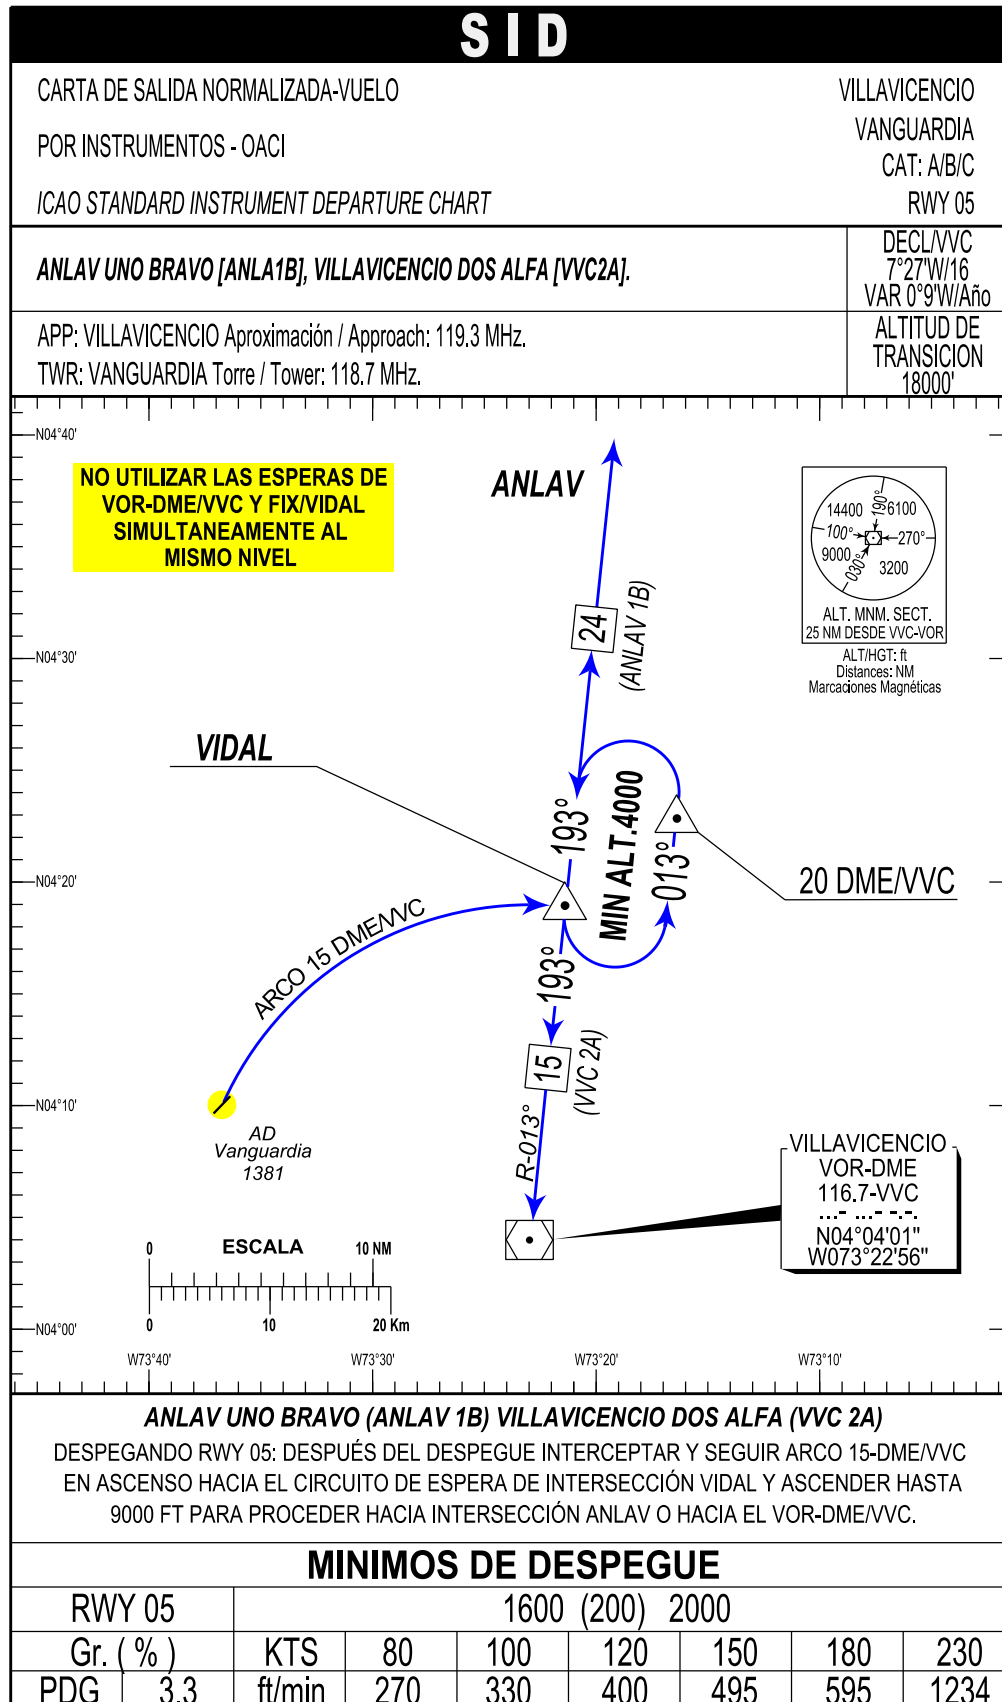 SID
CARTA DE SALIDA NORMALIZADA-VUELO
POR INSTRUMENTOS - OACI
ICAO STANDARD INSTRUMENT DEPARTURE CHART
VILLAVICENCIO
VANGUARDIA
CAT: A/B/C
RWY 05
ANLAV UNO BRAVO [ANLA1B], VILLAVICENCIO DOS ALFA [VVC2A].
DECL/VVC
7°27'W/16
VAR 0°9'W/Año
APP: VILLAVICENCIO Aproximación / Approach: 119.3 MHz.
TWR: VANGUARDIA Torre / Tower: 118.7 MHz.
ALTITUD DE
TRANSICION
18000'
N04°40'
NO UTILIZAR LAS ESPERAS DE
VOR-DME/VVC Y FIX/VIDAL
SIMULTANEAMENTE AL
MISMO NIVEL
ANLAV
14400
190°
6100
100°
270°
9000
030°
3200
ALT. MNM. SECT.
25 NM DESDE VVC-VOR
ALT/HGT: ft
Distances: NM
Marcaciones Magnéticas
24
(ANLAV 1B)
N04°30'
VIDAL
193°
MIN ALT.4000
013°
20 DME/VVC
N04°20'
ARCO 15 DME/VVC
193°
15
(VVC 2A)
R-013°
N04°10'
AD
Vanguardia
1381
VILLAVICENCIO
VOR-DME
116.7-VVC
...- ...- -.-.
N04°04'01"
W073°22'56"
0
ESCALA
10 NM
0
10
20 Km
N04°00'
W73°40'
W73°30'
W73°20'
W73°10'
ANLAV UNO BRAVO (ANLAV 1B) VILLAVICENCIO DOS ALFA (VVC 2A)
DESPEGANDO RWY 05: DESPUÉS DEL DESPEGUE INTERCEPTAR Y SEGUIR ARCO 15-DME/VVC
EN ASCENSO HACIA EL CIRCUITO DE ESPERA DE INTERSECCIÓN VIDAL Y ASCENDER HASTA
9000 FT PARA PROCEDER HACIA INTERSECCIÓN ANLAV O HACIA EL VOR-DME/VVC.
MINIMOS DE DESPEGUE
RWY 05 1600 (200) 2000
Gr. ( % ) KTS 80 100 120 150 180 230
PDG 3.3 ft/min 270 330 400 495 595 1234